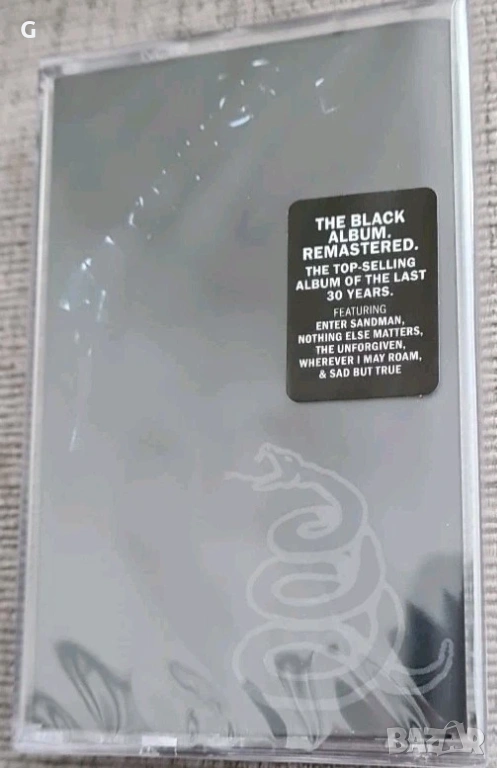 G
THE BLACK
ALBUM.
REMASTERED.
THE TOP-SELLING
ALBUM OF THE LAST
30 YEARS.
FEATURING
ENTER SANDMAN,
NOTHING ELSE MATTERS,
THE UNFORGIVEN,
WHEREVER I MAY ROAM,
& SAD BUT TRUE
BAZAR